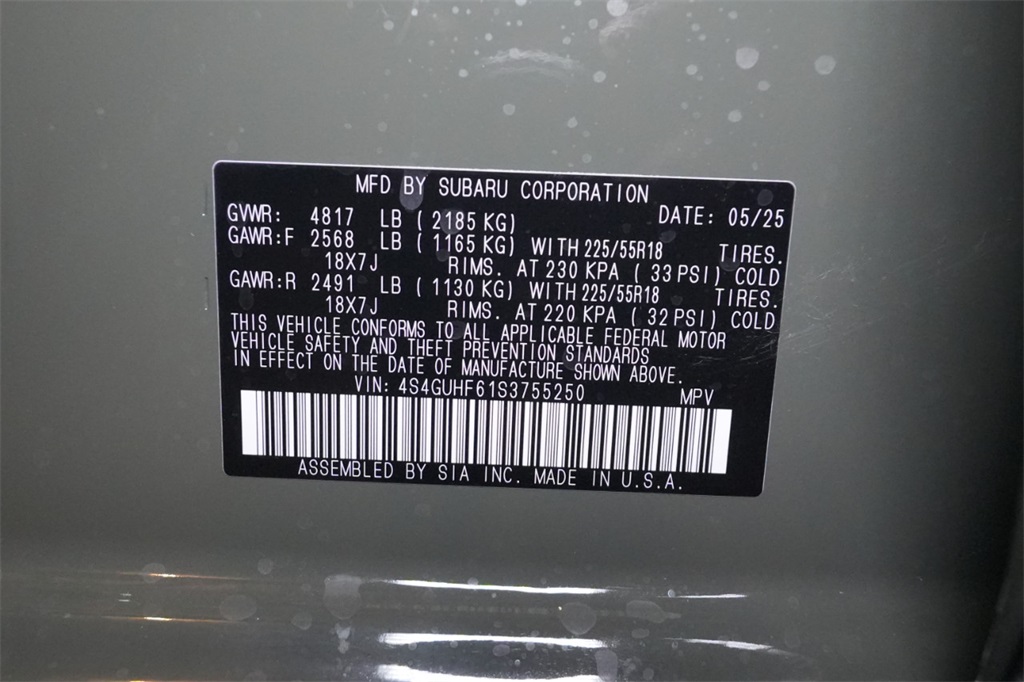 MFD BY SUBARU CORPORATION
GVWR: 4817 LB ( 2185 KG) DATE: 05/25
GAWR:F 2568 LB ( 1165 KG) WITH 225/55R18 TIRES.
18X7J RIMS. AT 230 KPA ( 33 PSI) COLD
GAWR:R 2491 LB ( 1130 KG) WITH 225/55R18 TIRES.
18X7J RIMS. AT 220 KPA ( 32 PSI) COLD
THIS VEHICLE CONFORMS TO ALL APPLICABLE FEDERAL MOTOR
VEHICLE SAFETY AND THEFT PREVENTION STANDARDS
IN EFFECT ON THE DATE OF MANUFACTURE SHOWN ABOVE.
VIN: 4S4GUHF61S3755250 MPV
ASSEMBLED BY SIA INC. MADE IN U.S.A.